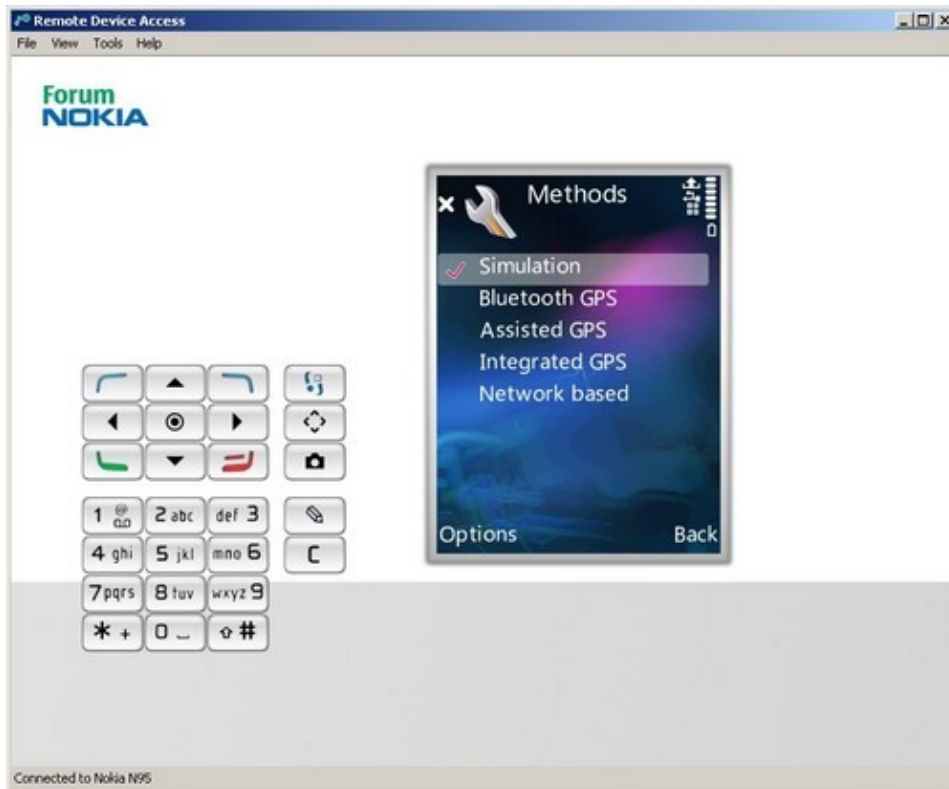 Remote Device Access
File View Tools Help
Forum
NOKIA
Methods
Simulation
Bluetooth GPS
Assisted GPS
Integrated GPS
Network based
Options Back
1 @ 2 abc def 3
4 ghi 5 jkl mno 6 C
7pqrs 8 tuv wxyz 9
* + 0 #
Connected to Nokia N95